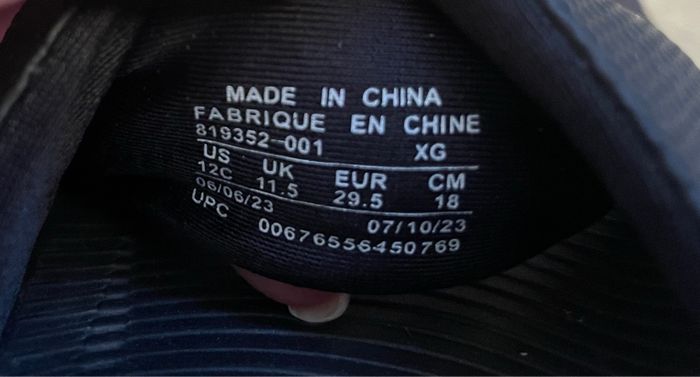 MADE IN CHINA
FABRIQUE EN CHINE
819352-001 XG
US UK EUR CM
12C 11.5 29.5 18
06/06/23 07/10/23
UPC 00676556450769